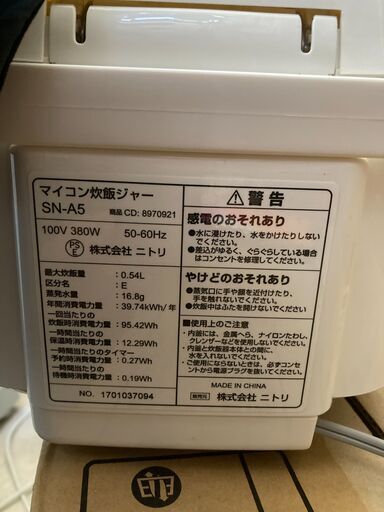 マイコン炊飯ジャー
SN-A5 商品CD: 8970921
100V 380W 50-60Hz
PSE 株式会社 ニトリ
最大炊飯量 : 0.54L
区分名 : E
蒸発水量 : 16.8g
年間消費電力量 : 39.74kWh/年
一回当たりの
炊飯時消費電力量 : 95.42Wh
一時間当たりの
保温時消費電力量 : 12.29Wh
一時間当たりのタイマー
予約時消費電力量 : 0.27Wh
一時間当たりの
待機時消費電力量 : 0.19Wh
NO. 1701037094
⚠警告
感電のおそれあり
●水に浸けたり、水をかけたりしない
でください。
●差込がゆるく、ぐらぐらしている場合
はコンセントを修理してください。
やけどのおそれあり
●蒸気口に手や顔を近付けたり、
手を触れないでください。
●炊飯中はふたを開けないでください。
■使用上のご注意
・内釜には、金属へら、ナイロンたわし、
クレンザーなどご使用しないでください。
・内釜と炊飯器本体との間に、
水を入れないでください。
・ご使用にならないときは、必ずコンセ
ントから電源プラグを抜いてください。
MADE IN CHINA
販売元 株式会社 ニトリ